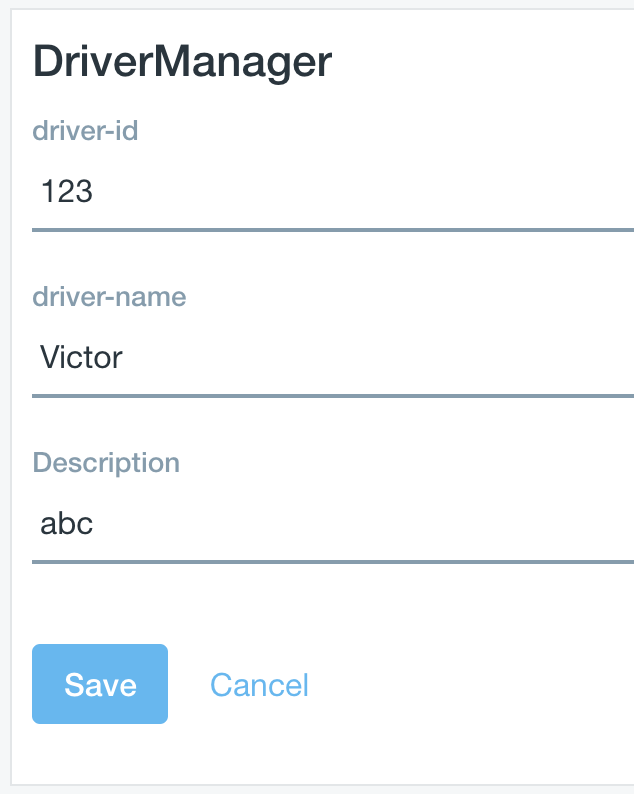 DriverManager
driver-id
123
driver-name
Victor
Description
abc
Save Cancel